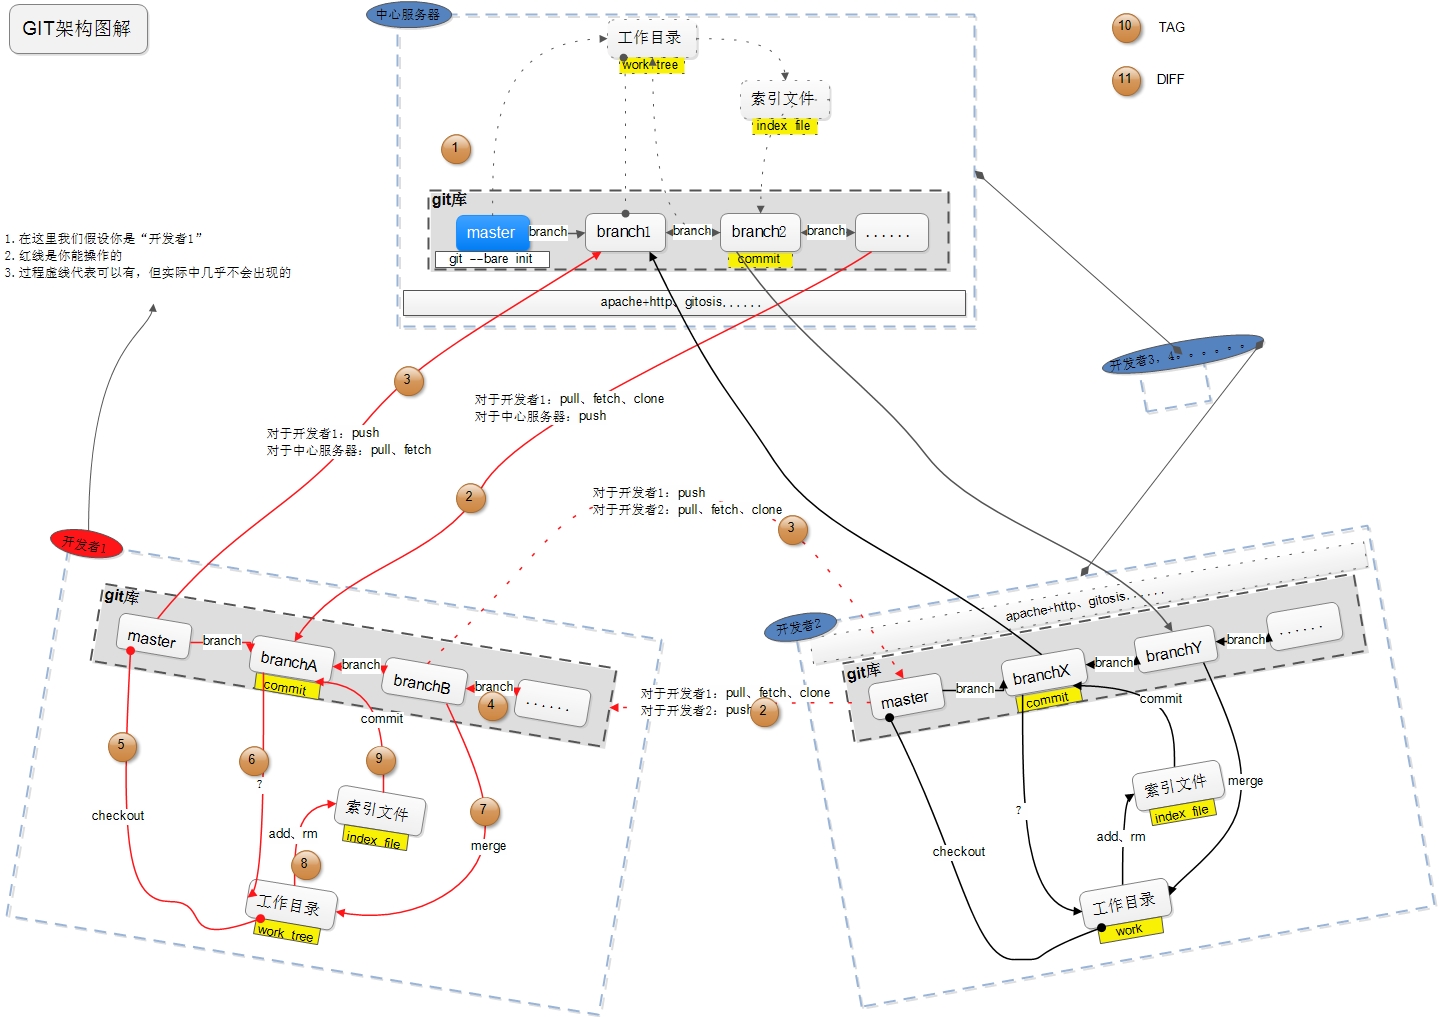 GIT架构图解
中心服务器
工作目录
work tree
索引文件
index file
10
TAG
11
DIFF
1
git库
master
branch
branch1
branch
branch2
branch
......
git --bare init
commit
apache+http、gitosis......
1. 在这里我们假设你是“开发者1”
2. 红线是你能操作的
3. 过程虚线代表可以有，但实际中几乎不会出现的
开发者3，4。。。。。。
3
对于开发者1：pull、fetch、clone
对于中心服务器：push
对于开发者1：push
对于中心服务器：pull、fetch
2
对于开发者1：push
对于开发者2：pull、fetch、clone
3
开发者1
git库
master
branch
branchA
branch
branchB
branch
......
commit
4
commit
5
6
?
9
checkout
索引文件
index file
7
merge
add、rm
8
工作目录
work tree
对于开发者1：pull、fetch、clone
对于开发者2：push
2
开发者2
apache+http、gitosis......
git库
master
branch
branchX
branch
branchY
branch
......
commit
commit
索引文件
index file
merge
?
add、rm
checkout
工作目录
work